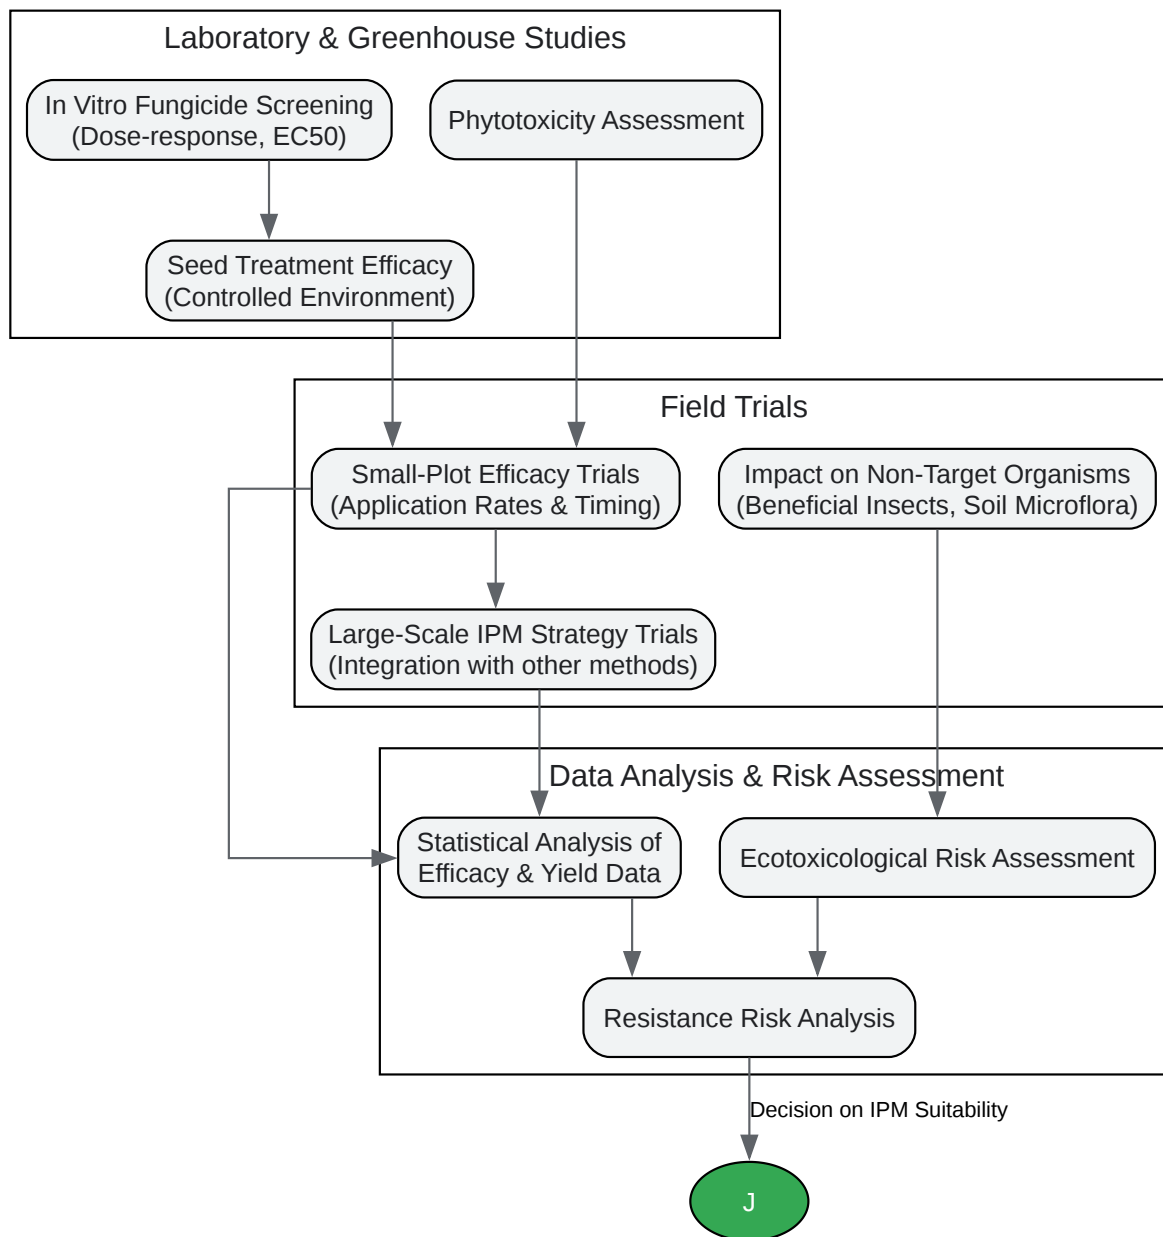 Laboratory & Greenhouse Studies
In Vitro Fungicide Screening
(Dose-response, EC50)
Phytotoxicity Assessment
Seed Treatment Efficacy
(Controlled Environment)
Field Trials
Small-Plot Efficacy Trials
(Application Rates & Timing)
Impact on Non-Target Organisms
(Beneficial Insects, Soil Microflora)
Large-Scale IPM Strategy Trials
(Integration with other methods)
Data Analysis & Risk Assessment
Statistical Analysis of
Efficacy & Yield Data
Ecotoxicological Risk Assessment
Resistance Risk Analysis
Decision on IPM Suitability
J